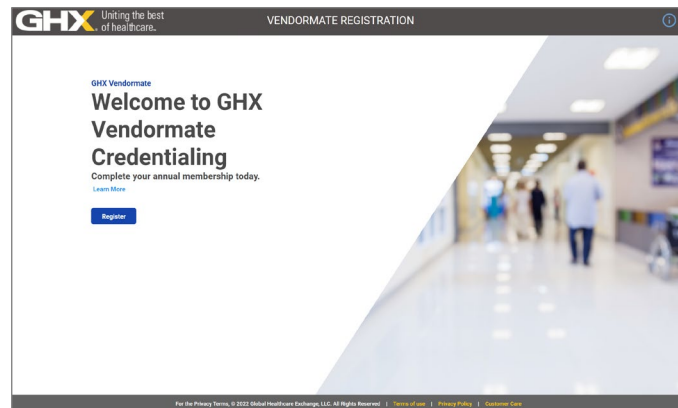 GHX Uniting the best
of healthcare.
VENDORMATE REGISTRATION
GHX Vendormate
Welcome to GHX
Vendormate
Credentialing
Complete your annual membership today.
Learn More
Register
For the Privacy Terms, © 2022 Global Healthcare Exchange, LLC. All Rights Reserved | Terms of use | Privacy Policy | Customer Care